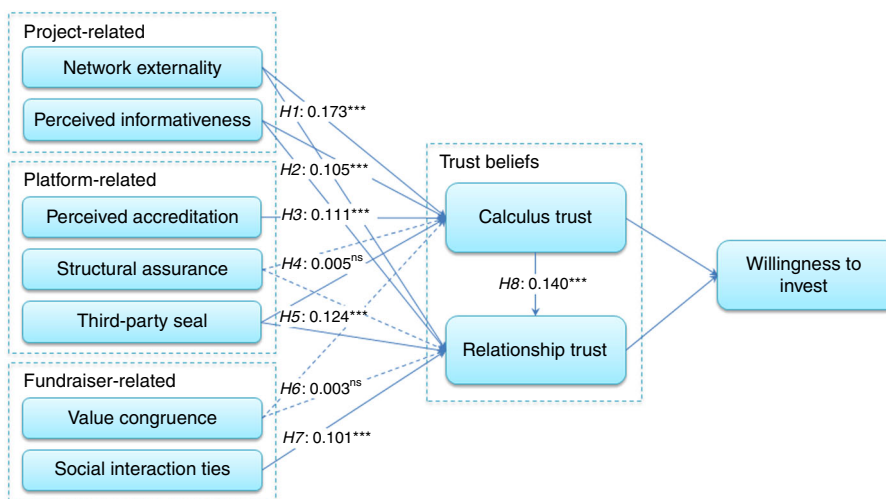 Project-related
Network externality
Perceived informativeness
Platform-related
Perceived accreditation
Structural assurance
Third-party seal
Fundraiser-related
Value congruence
Social interaction ties
H1: 0.173***
H2: 0.105***
H3: 0.111***
H4: 0.005ns
H5: 0.124***
H6: 0.003ns
H7: 0.101***
Trust beliefs
Calculus trust
H8: 0.140***
Relationship trust
Willingness to
invest